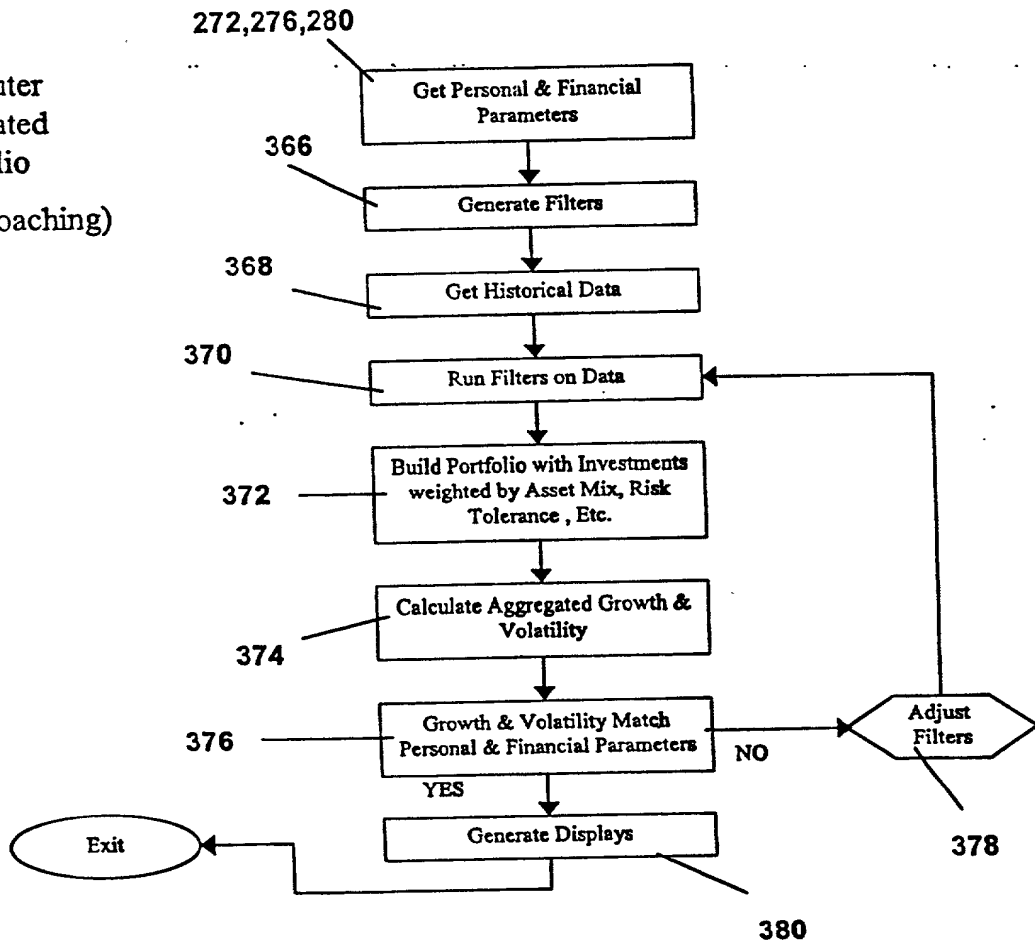 272,276,280
uter
ated
lio
oaching)
Get Personal & Financial
Parameters
366
Generate Filters
368
Get Historical Data
370
Run Filters on Data
372
Build Portfolio with Investments
weighted by Asset Mix, Risk
Tolerance , Etc.
374
Calculate Aggregated Growth &
Volatility
376
Growth & Volatility Match
Personal & Financial Parameters
NO
Adjust
Filters
378
YES
Generate Displays
Exit
380